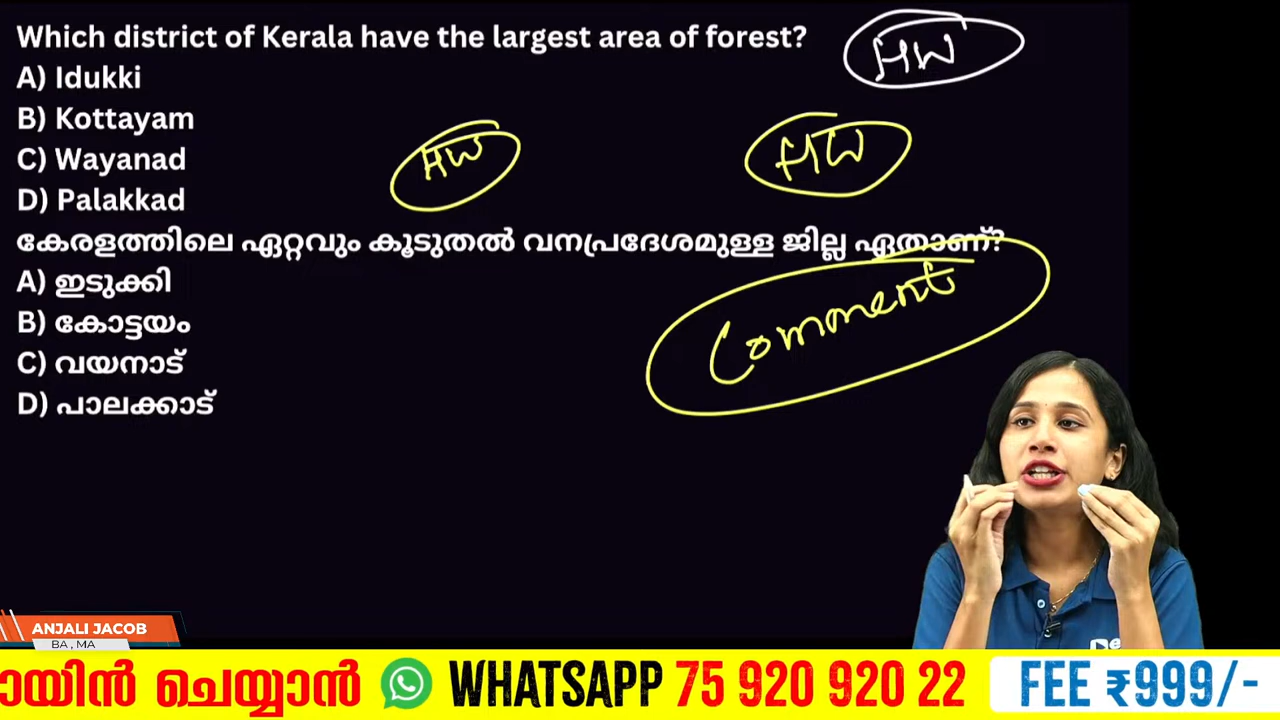 Which district of Kerala have the largest area of forest?
HW
A) Idukki
B) Kottayam
HW
HW
C) Wayanad
D) Palakkad
കേരളത്തിലെ ഏറ്റവും കൂടുതൽ വനപ്രദേശമുള്ള ജില്ല ഏതാണ്?
A) ഇടുക്കി
Comment
B) കോട്ടയം
C) വയനാട്
D) പാലക്കാട്
ANJALI JACOB
BA , MA
ചെയ്യാൻ WHATSAPP 75 920 920 22 FEE ₹999/-